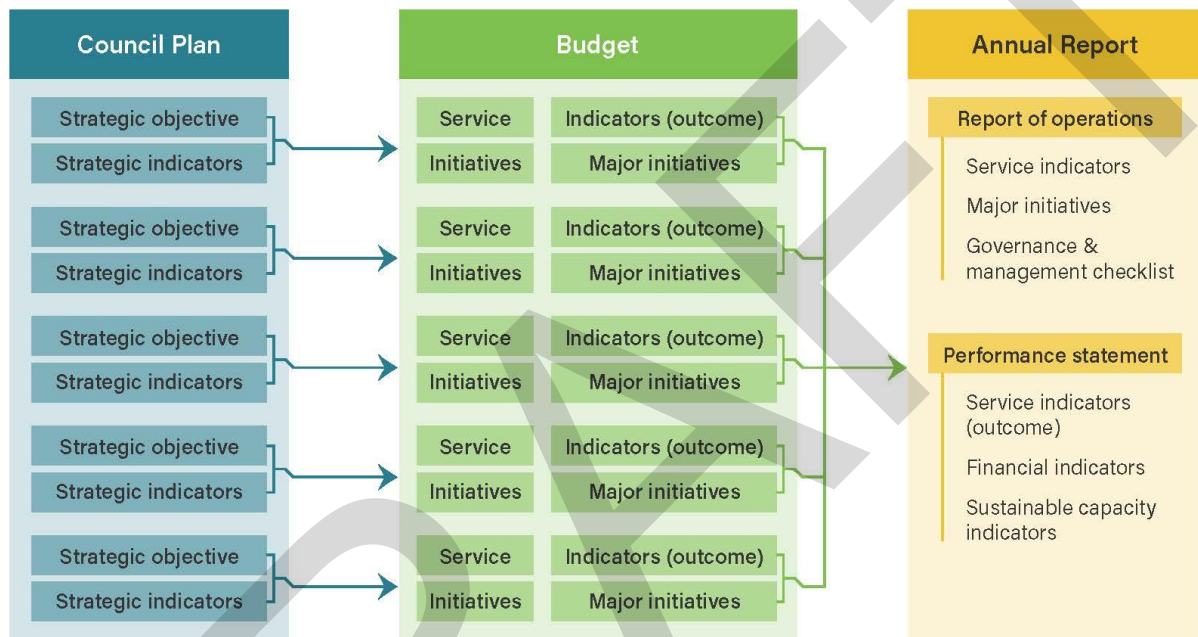 Council Plan
Strategic objective
Strategic indicators
Strategic objective
Strategic indicators
Strategic objective
Strategic indicators
Strategic objective
Strategic indicators
Strategic objective
Strategic indicators
Budget
Service
Indicators (outcome)
Initiatives
Major initiatives
Service
Indicators (outcome)
Initiatives
Major initiatives
Service
Indicators (outcome)
Initiatives
Major initiatives
Service
Indicators (outcome)
Initiatives
Major initiatives
Service
Indicators (outcome)
Initiatives
Major initiatives
Annual Report
Report of operations
Service indicators
Major initiatives
Governance &
management checklist
Performance statement
Service indicators
(outcome)
Financial indicators
Sustainable capacity
indicators